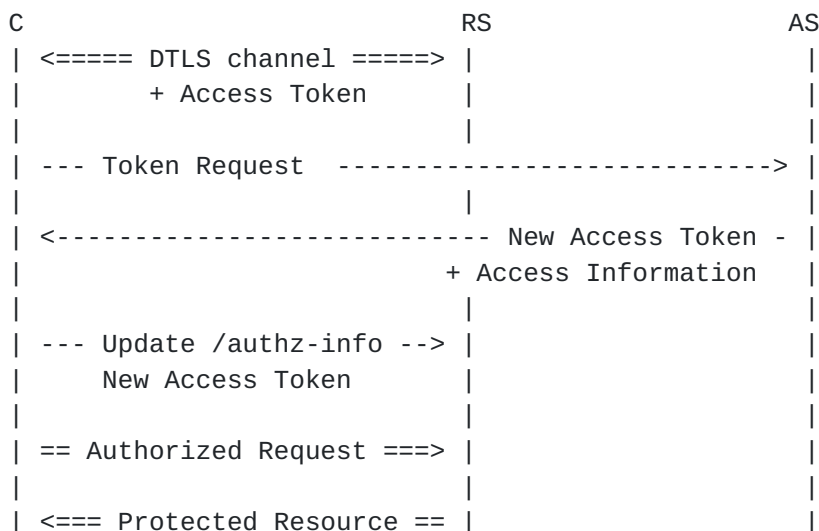 C                            RS                   AS
| <===== DTLS channel =====> |                     |
|        + Access Token      |                     |
|                            |                     |
| --- Token Request  ----------------------------> |
|                            |                     |
| <---------------------------- New Access Token - |
|                           + Access Information   |
|                            |                     |
| --- Update /authz-info --> |                     |
|     New Access Token       |                     |
|                            |                     |
| == Authorized Request ===> |                     |
|                            |                     |
| <=== Protected Resource == |                     |